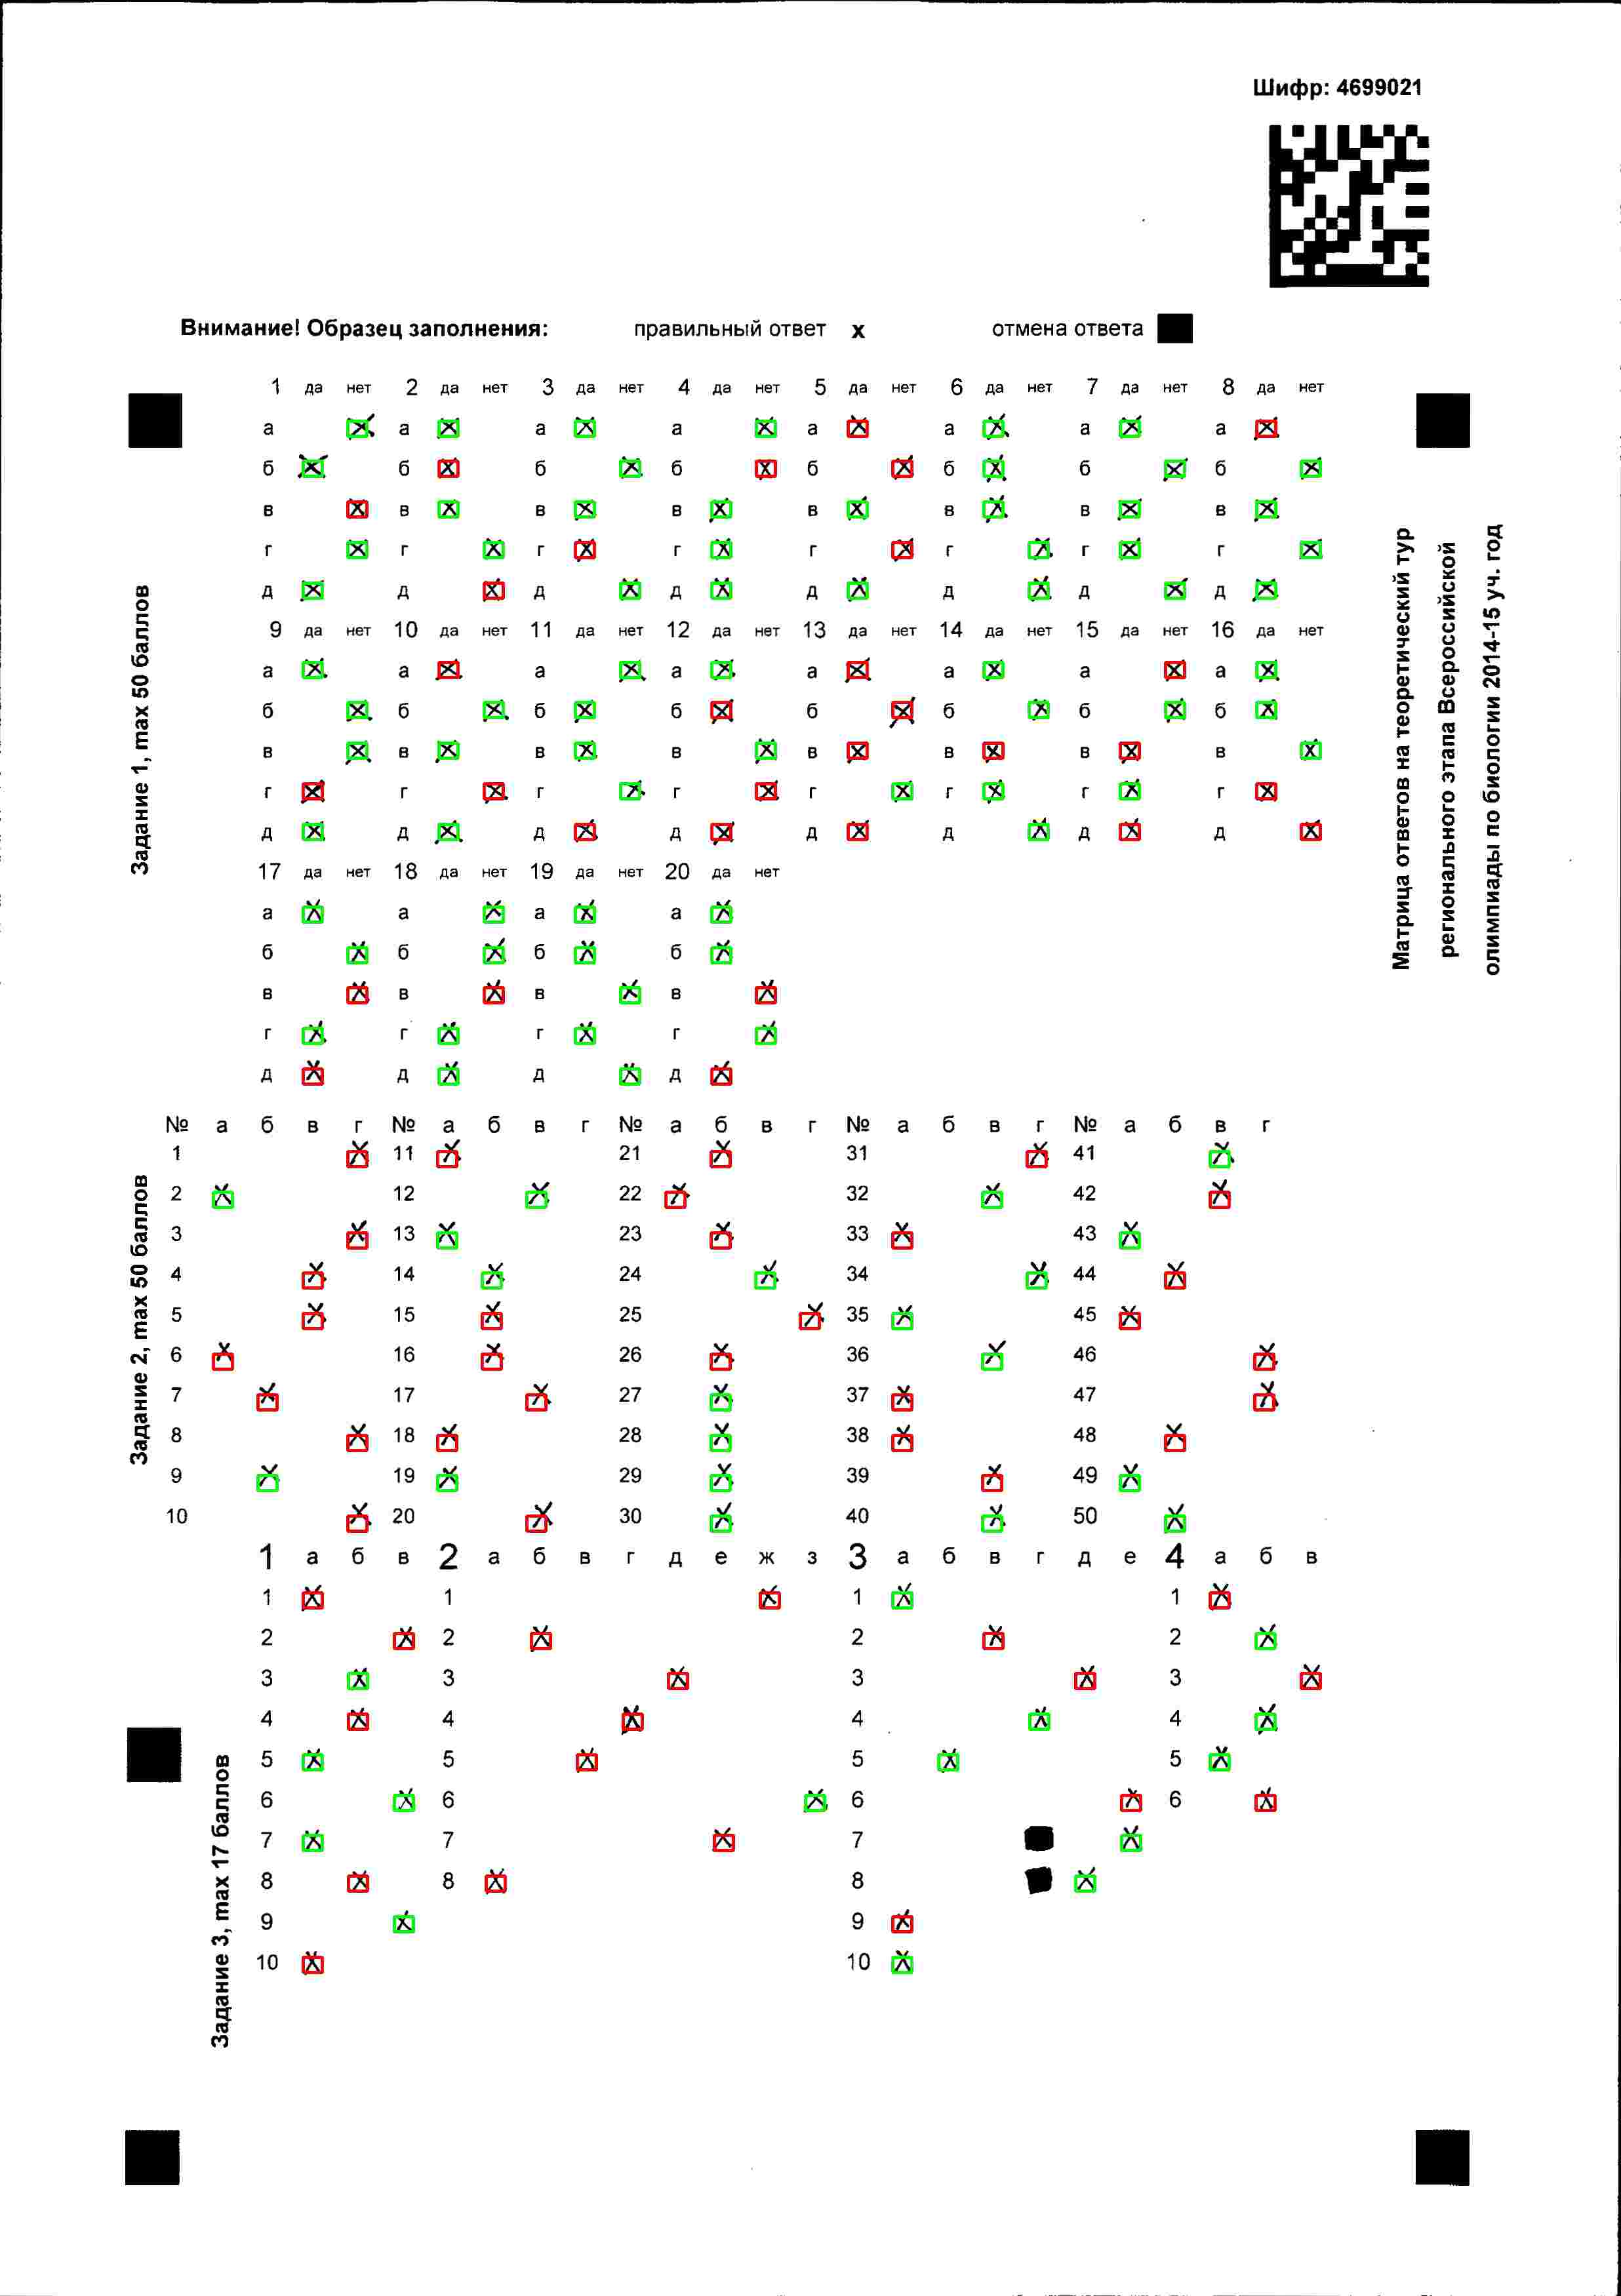 Шифр: 4699021
Внимание! Образец заполнения: правильный ответ х отмена ответа
1 да нет 2 да нет 3 да нет 4 да нет 5 да нет 6 да нет 7 да нет 8 да нет
а а а а а а а а
б б б б б б б б
в в в в в в в в
г г г г г г г г
д д д д д д д д
9 да нет 10 да нет 11 да нет 12 да нет 13 да нет 14 да нет 15 да нет 16 да нет
а а а а а а а а
б б б б б б б б
в в в в в в в в
г г г г г г г г
д д д д д д д д
17 да нет 18 да нет 19 да нет 20 да нет
а а а а
б б б б
в в в в
г г г г
д д д д
Задание 1, max 50 баллов
Матрица ответов на теоретический тур
регионального этапа Всероссийской
олимпиады по биологии 2014-15 уч. год
№ а б в г № а б в г № а б в г № а б в г № а б в г
1 11 21 31 41
2 12 22 32 42
3 13 23 33 43
4 14 24 34 44
5 15 25 35 45
6 16 26 36 46
7 17 27 37 47
8 18 28 38 48
9 19 29 39 49
10 20 30 40 50
Задание 2, max 50 баллов
1 а б в 2 а б в г д е ж з 3 а б в г д е 4 а б в
1 1 1 1
2 2 2 2
3 3 3 3
4 4 4 4
5 5 5 5
6 6 6 6
7 7 7
8 8 8
9 9
10 10
Задание 3, max 17 баллов